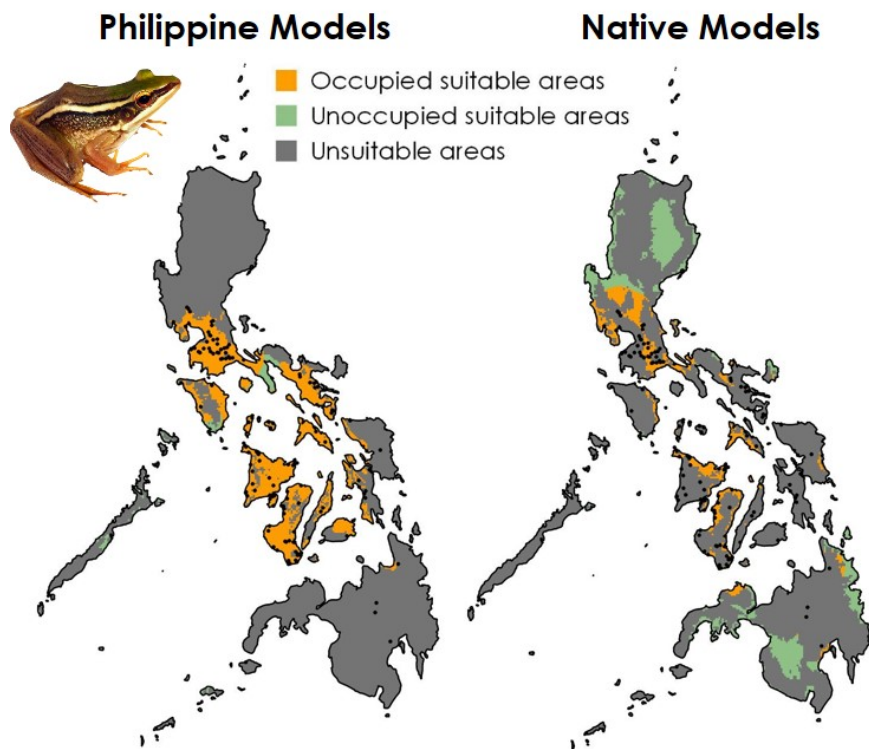 Philippine Models
Native Models
Occupied suitable areas
Unoccupied suitable areas
Unsuitable areas